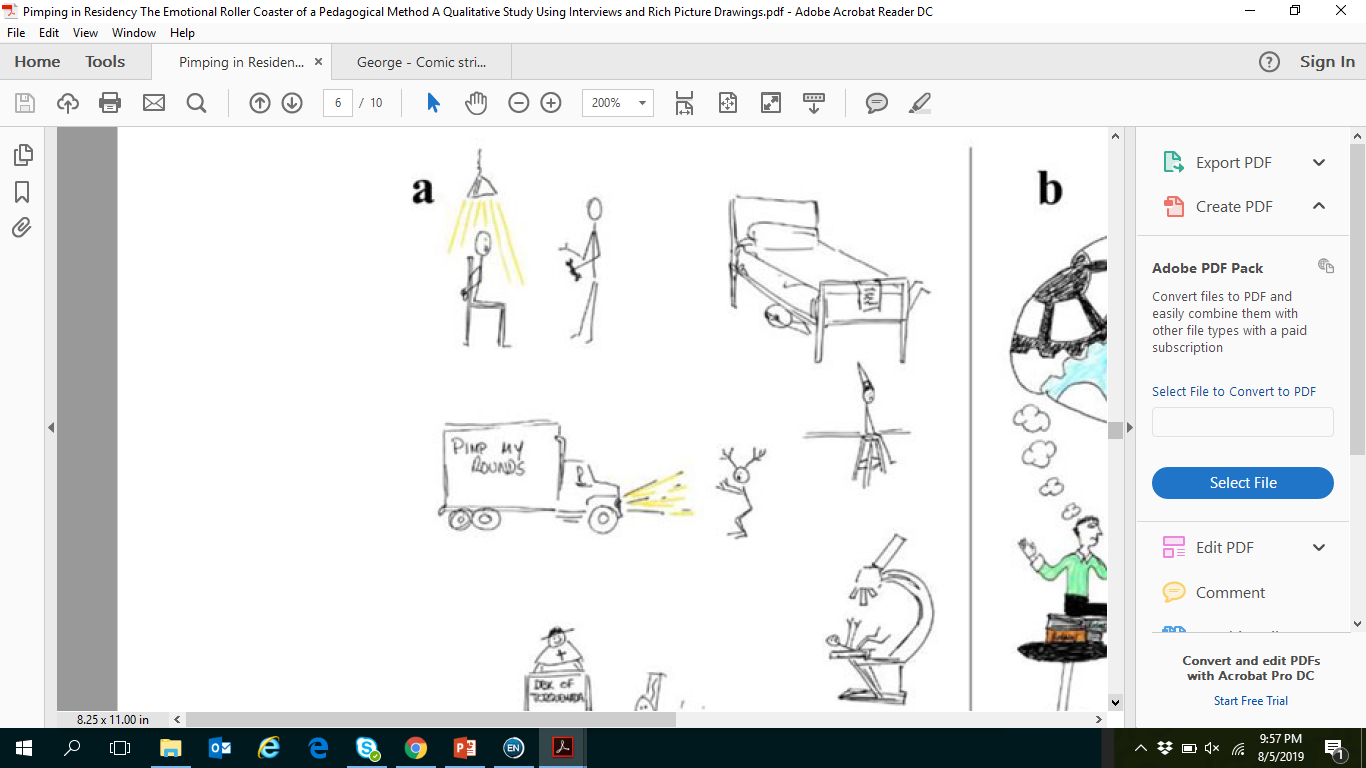 Pimping in Residency The Emotional Roller Coaster of a Pedagogical Method A Qualitative Study Using Interviews and Rich Picture Drawings.pdf - Adobe Acrobat Reader DC
File Edit View Window Help
Home Tools Pimping in Residen... × George - Comic stri... Sign In
6 / 10 200%
a b
PIMP MY
ROUNDS
DESK OF
TORQUEMADA
Export PDF
Create PDF
Adobe PDF Pack
Convert files to PDF and
easily combine them with
other file types with a paid
subscription
Select File to Convert to PDF
Select File
Edit PDF
Comment
Convert and edit PDFs
with Acrobat Pro DC
Start Free Trial
8.25 x 11.00 in
EN
9:57 PM
8/5/2019
1